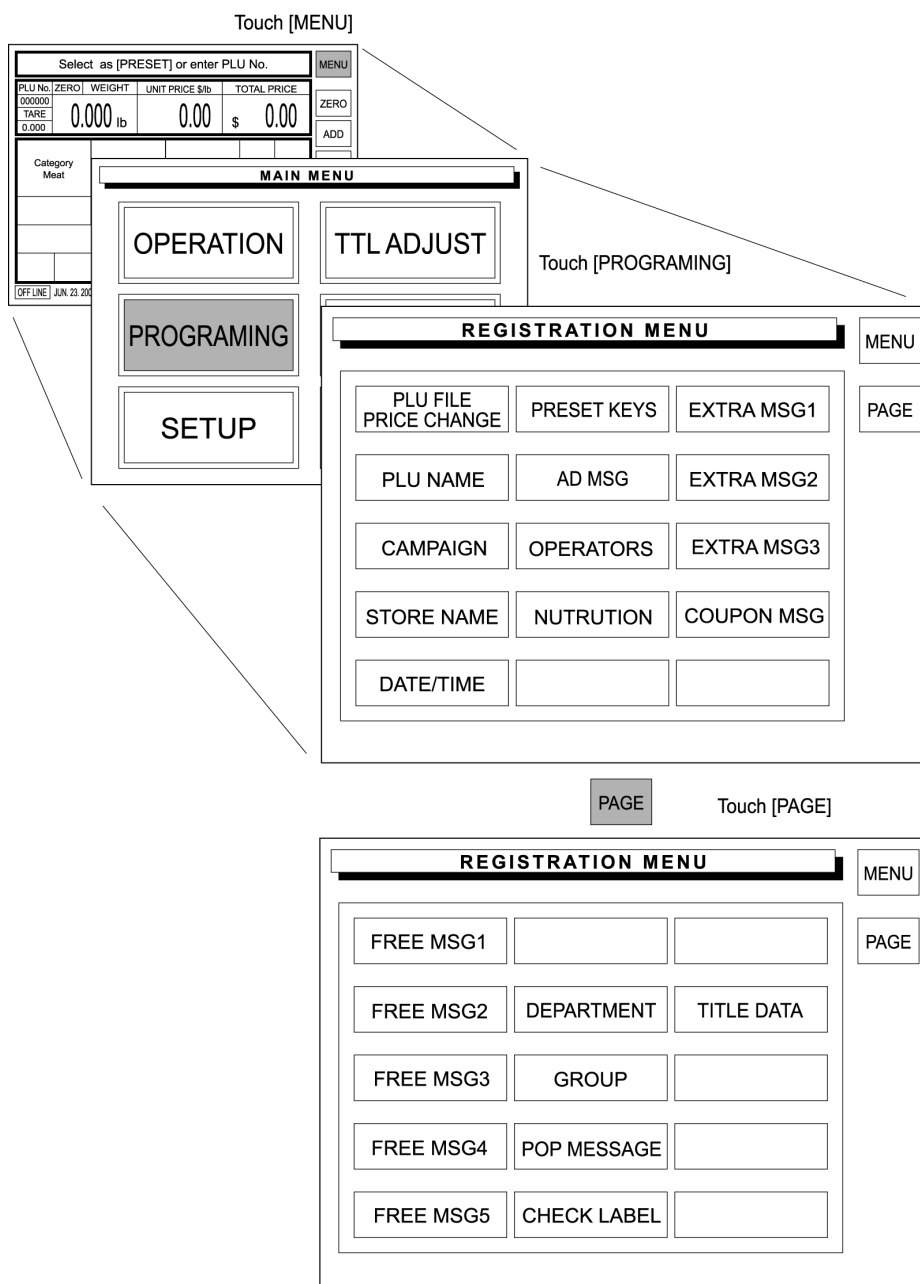 Touch [MENU]
Select as [PRESET] or enter PLU No.
MENU
PLU No. ZERO WEIGHT UNIT PRICE $/lb TOTAL PRICE
000000
TARE
0.000
0.000 lb 0.00 $ 0.00
ZERO
ADD
Category
Meat
OFF LINE JUN. 23. 200
MAIN MENU
OPERATION TTL ADJUST
PROGRAMING
SETUP
Touch [PROGRAMING]
REGISTRATION MENU
MENU
PAGE
PLU FILE
PRICE CHANGE PRESET KEYS EXTRA MSG1
PLU NAME AD MSG EXTRA MSG2
CAMPAIGN OPERATORS EXTRA MSG3
STORE NAME NUTRUTION COUPON MSG
DATE/TIME
PAGE Touch [PAGE]
REGISTRATION MENU
MENU
PAGE
FREE MSG1
FREE MSG2 DEPARTMENT TITLE DATA
FREE MSG3 GROUP
FREE MSG4 POP MESSAGE
FREE MSG5 CHECK LABEL